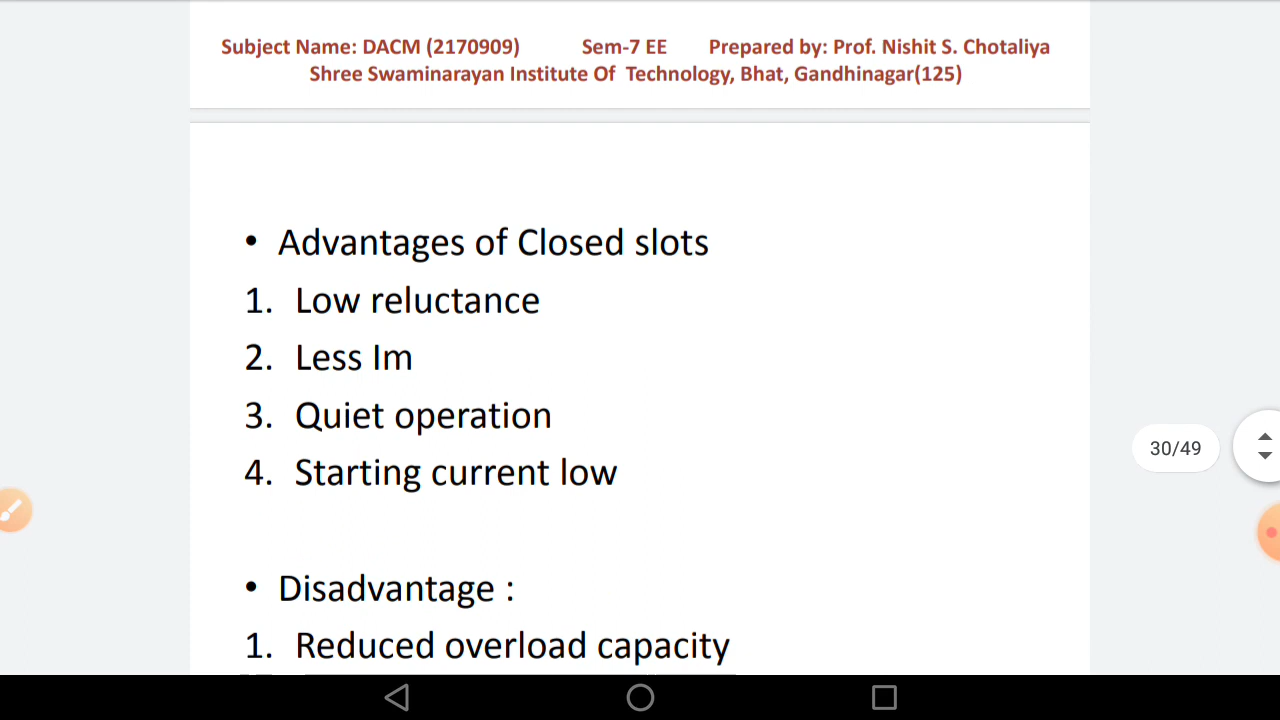 Subject Name: DACM (2170909) Sem-7 EE Prepared by: Prof. Nishit S. Chotaliya
Shree Swaminarayan Institute Of Technology, Bhat, Gandhinagar(125)
• Advantages of Closed slots
1. Low reluctance
2. Less Im
3. Quiet operation
4. Starting current low
30/49
• Disadvantage :
1. Reduced overload capacity